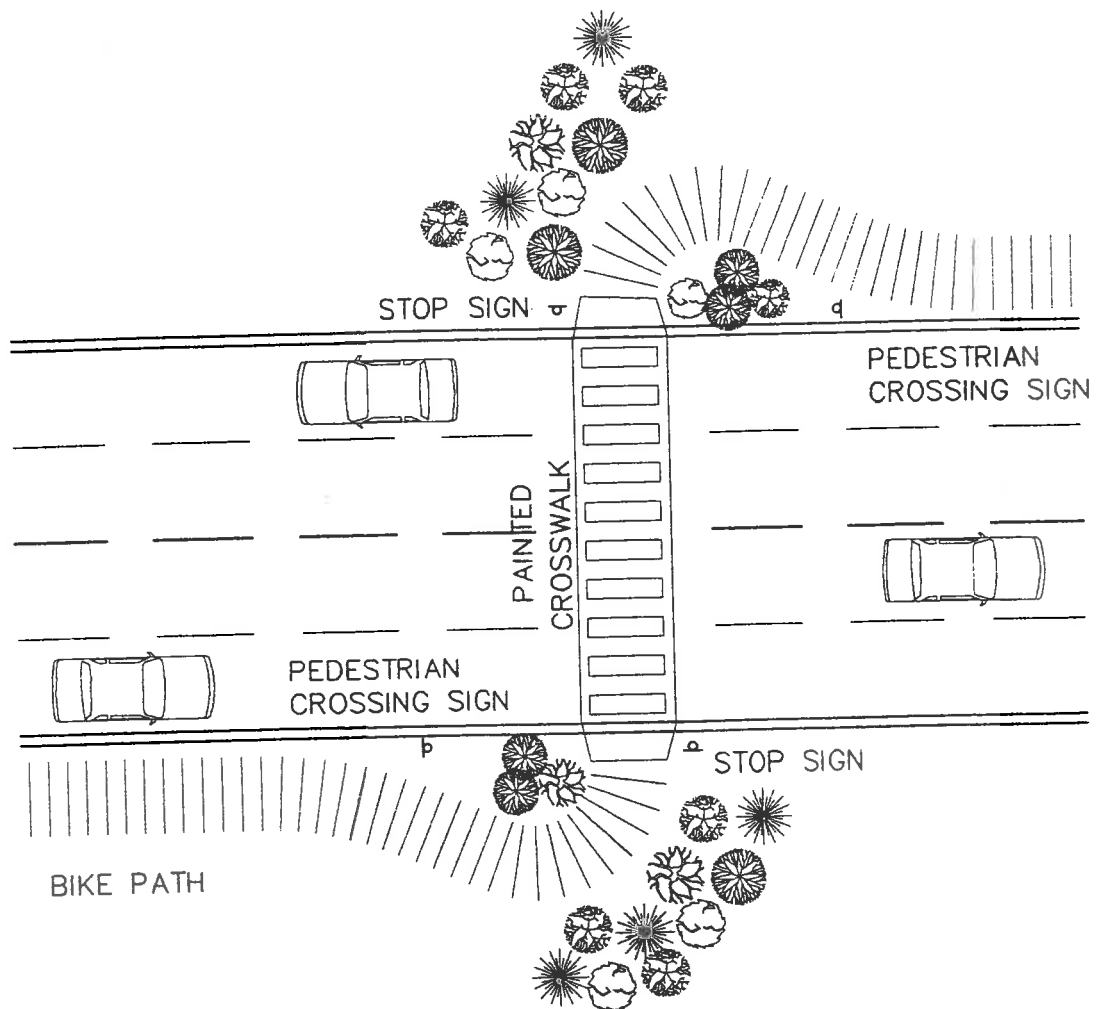 STOP SIGN
PEDESTRIAN
CROSSING SIGN
PAINTED
CROSSWALK
PEDESTRIAN
CROSSING SIGN
STOP SIGN
BIKE PATH